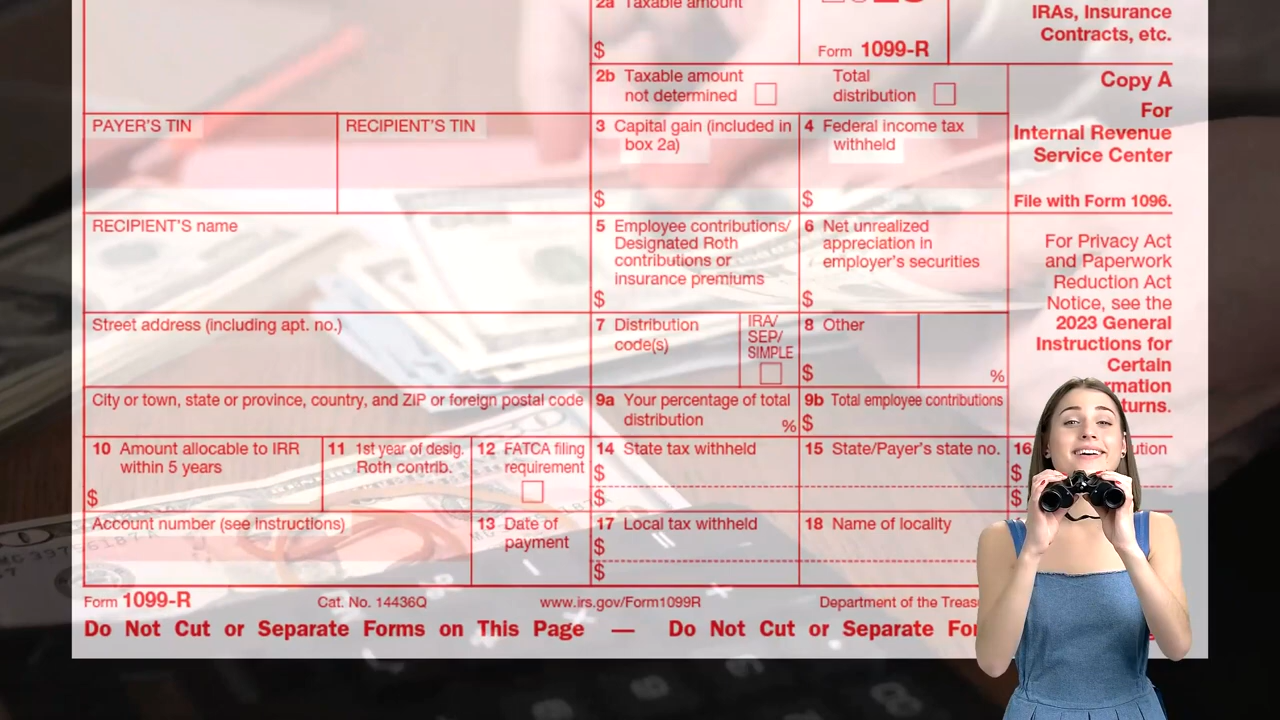 2a Taxable amount
$
2023
Form 1099-R
IRAs, Insurance
Contracts, etc.
2b Taxable amount
not determined
Total
distribution
Copy A
For
Internal Revenue
Service Center
File with Form 1096.
PAYER'S TIN
RECIPIENT'S TIN
3 Capital gain (included in
box 2a)
$
4 Federal income tax
withheld
$
RECIPIENT'S name
5 Employee contributions/
Designated Roth
contributions or
insurance premiums
$
6 Net unrealized
appreciation in
employer's securities
$
For Privacy Act
and Paperwork
Reduction Act
Notice, see the
2023 General
Instructions for
Certain
rmation
turns.
Street address (including apt. no.)
7 Distribution
code(s)
IRA/
SEP/
SIMPLE
8 Other
$
%
City or town, state or province, country, and ZIP or foreign postal code
9a Your percentage of total
distribution
%
9b Total employee contributions
$
10 Amount allocable to IRR
within 5 years
$
11 1st year of desig.
Roth contrib.
12 FATCA filing
requirement
14 State tax withheld
$
$
15 State/Payer's state no.
16 ution
$
$
Account number (see instructions)
13 Date of
payment
17 Local tax withheld
$
$
18 Name of locality
Form 1099-R
Cat. No. 14436Q
www.irs.gov/Form1099R
Department of the Treasu
Do Not Cut or Separate Forms on This Page — Do Not Cut or Separate For